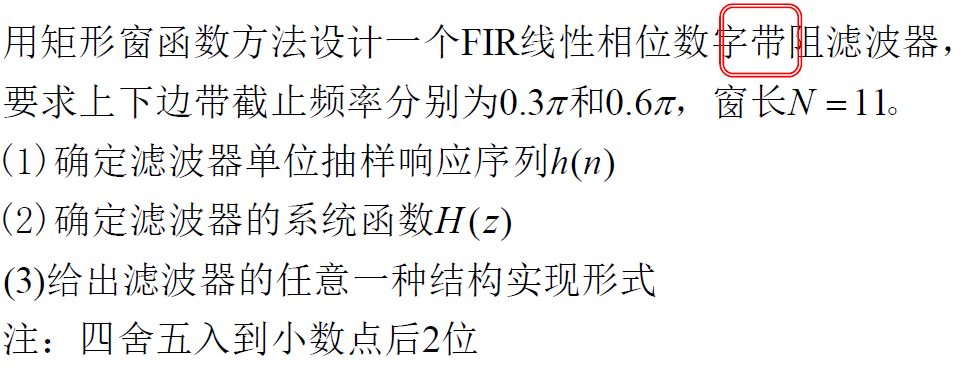 用矩形窗函数方法设计一个FIR线性相位数字带阻滤波器，
要求上下边带截止频率分别为0.3π和0.6π，窗长N = 11。
(1)确定滤波器单位抽样响应序列h(n)
(2)确定滤波器的系统函数H(z)
(3)给出滤波器的任意一种结构实现形式
注：四舍五入到小数点后2位